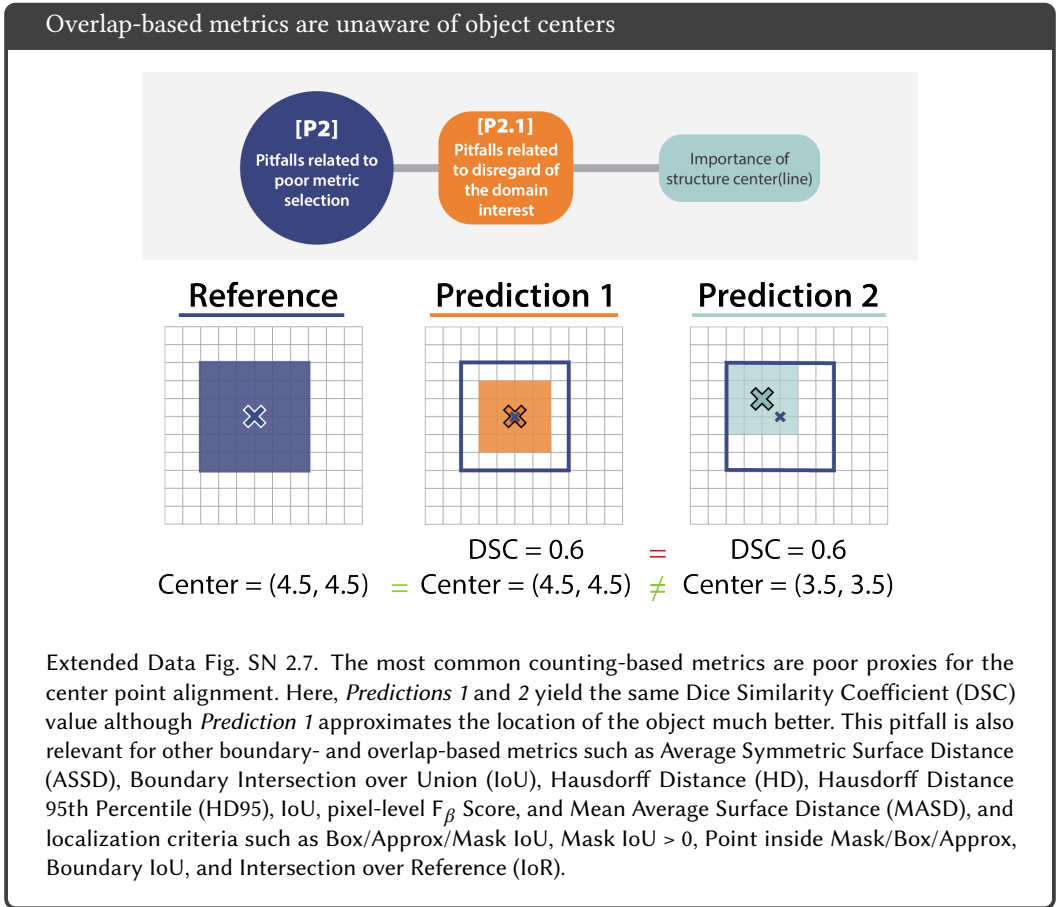 Overlap-based metrics are unaware of object centers
[P2]
Pitfalls related to
poor metric
selection
[P2.1]
Pitfalls related
to disregard of
the domain
interest
Importance of
structure center(line)
Reference
Prediction 1
Prediction 2
DSC = 0.6 = DSC = 0.6
Center = (4.5, 4.5) = Center = (4.5, 4.5) ≠ Center = (3.5, 3.5)
Extended Data Fig. SN 2.7. The most common counting-based metrics are poor proxies for the
center point alignment. Here, Predictions 1 and 2 yield the same Dice Similarity Coefficient (DSC)
value although Prediction 1 approximates the location of the object much better. This pitfall is also
relevant for other boundary- and overlap-based metrics such as Average Symmetric Surface Distance
(ASSD), Boundary Intersection over Union (IoU), Hausdorff Distance (HD), Hausdorff Distance
95th Percentile (HD95), IoU, pixel-level Fβ Score, and Mean Average Surface Distance (MASD), and
localization criteria such as Box/Approx/Mask IoU, Mask IoU > 0, Point inside Mask/Box/Approx,
Boundary IoU, and Intersection over Reference (IoR).